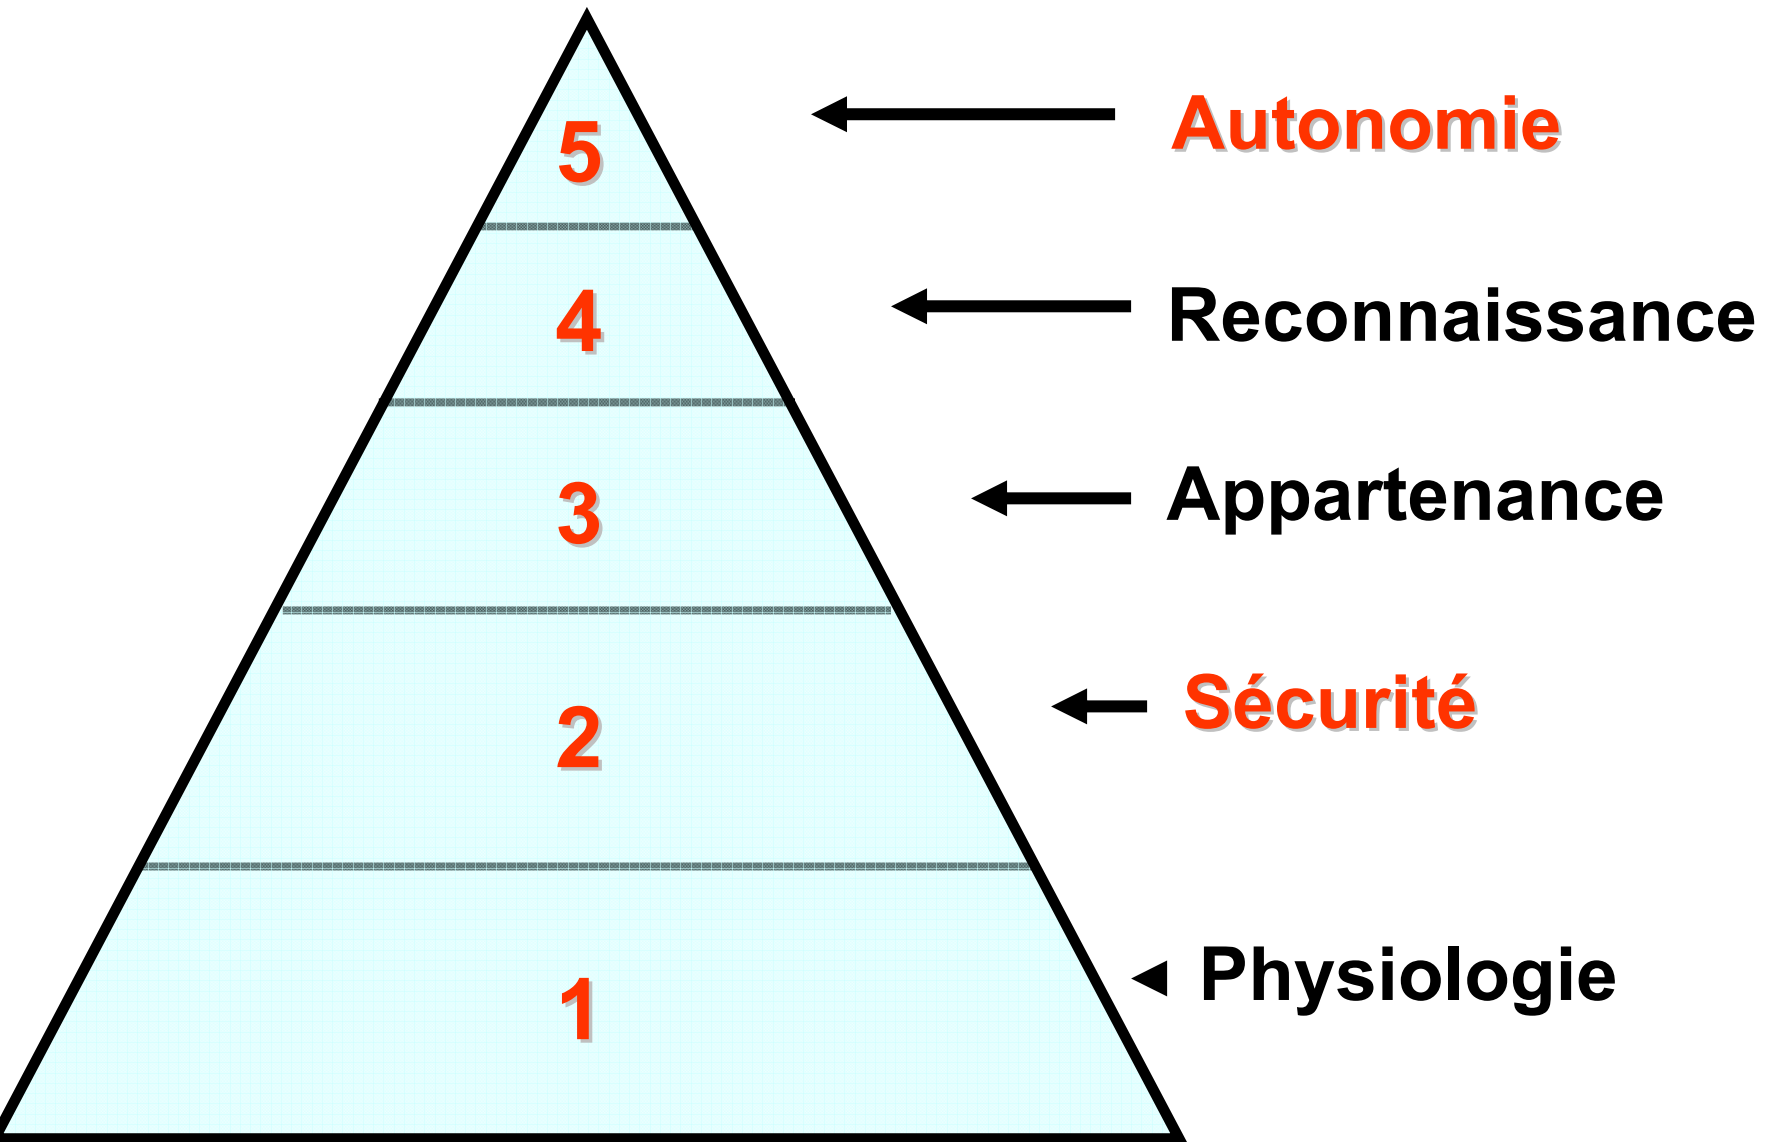 5 Autonomie
4 Reconnaissance
3 Appartenance
2 Sécurité
1 Physiologie